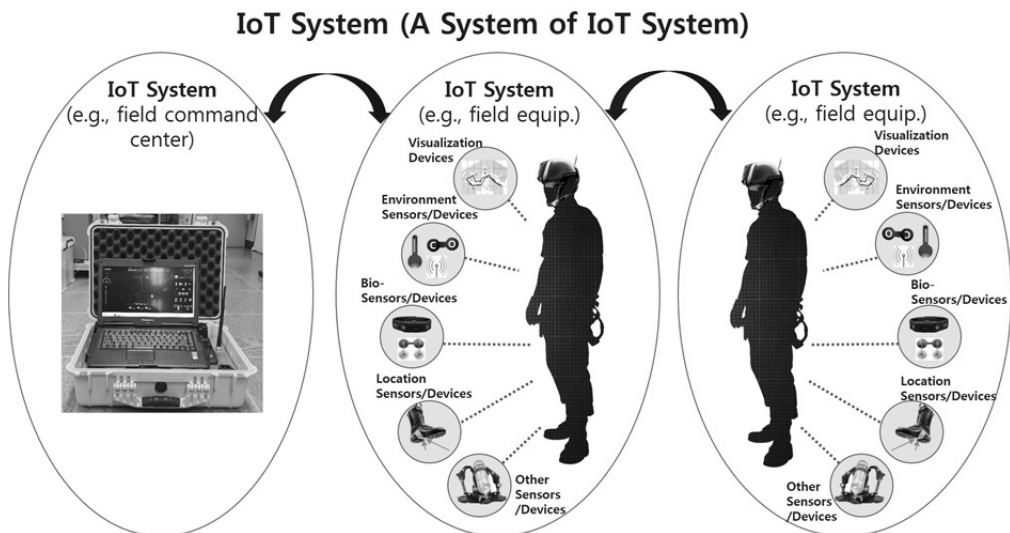 IoT System (A System of IoT System)
IoT System
(e.g., field command
center)
IoT System
(e.g., field equip.)
Visualization
Devices
Environment
Sensors/Devices
Bio-
Sensors/Devices
Location
Sensors/Devices
Other
Sensors
/Devices
IoT System
(e.g., field equip.)
Visualization
Devices
Environment
Sensors/Devices
Bio-
Sensors/Devices
Location
Sensors/Devices
Other
Sensors
/Devices